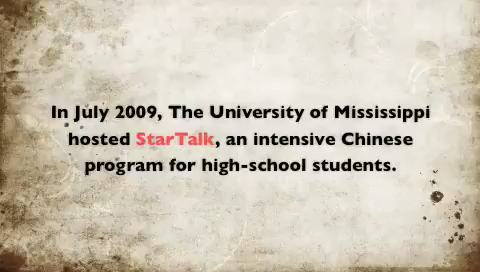 In July 2009, The University of Mississippi
hosted StarTalk, an intensive Chinese
program for high-school students.